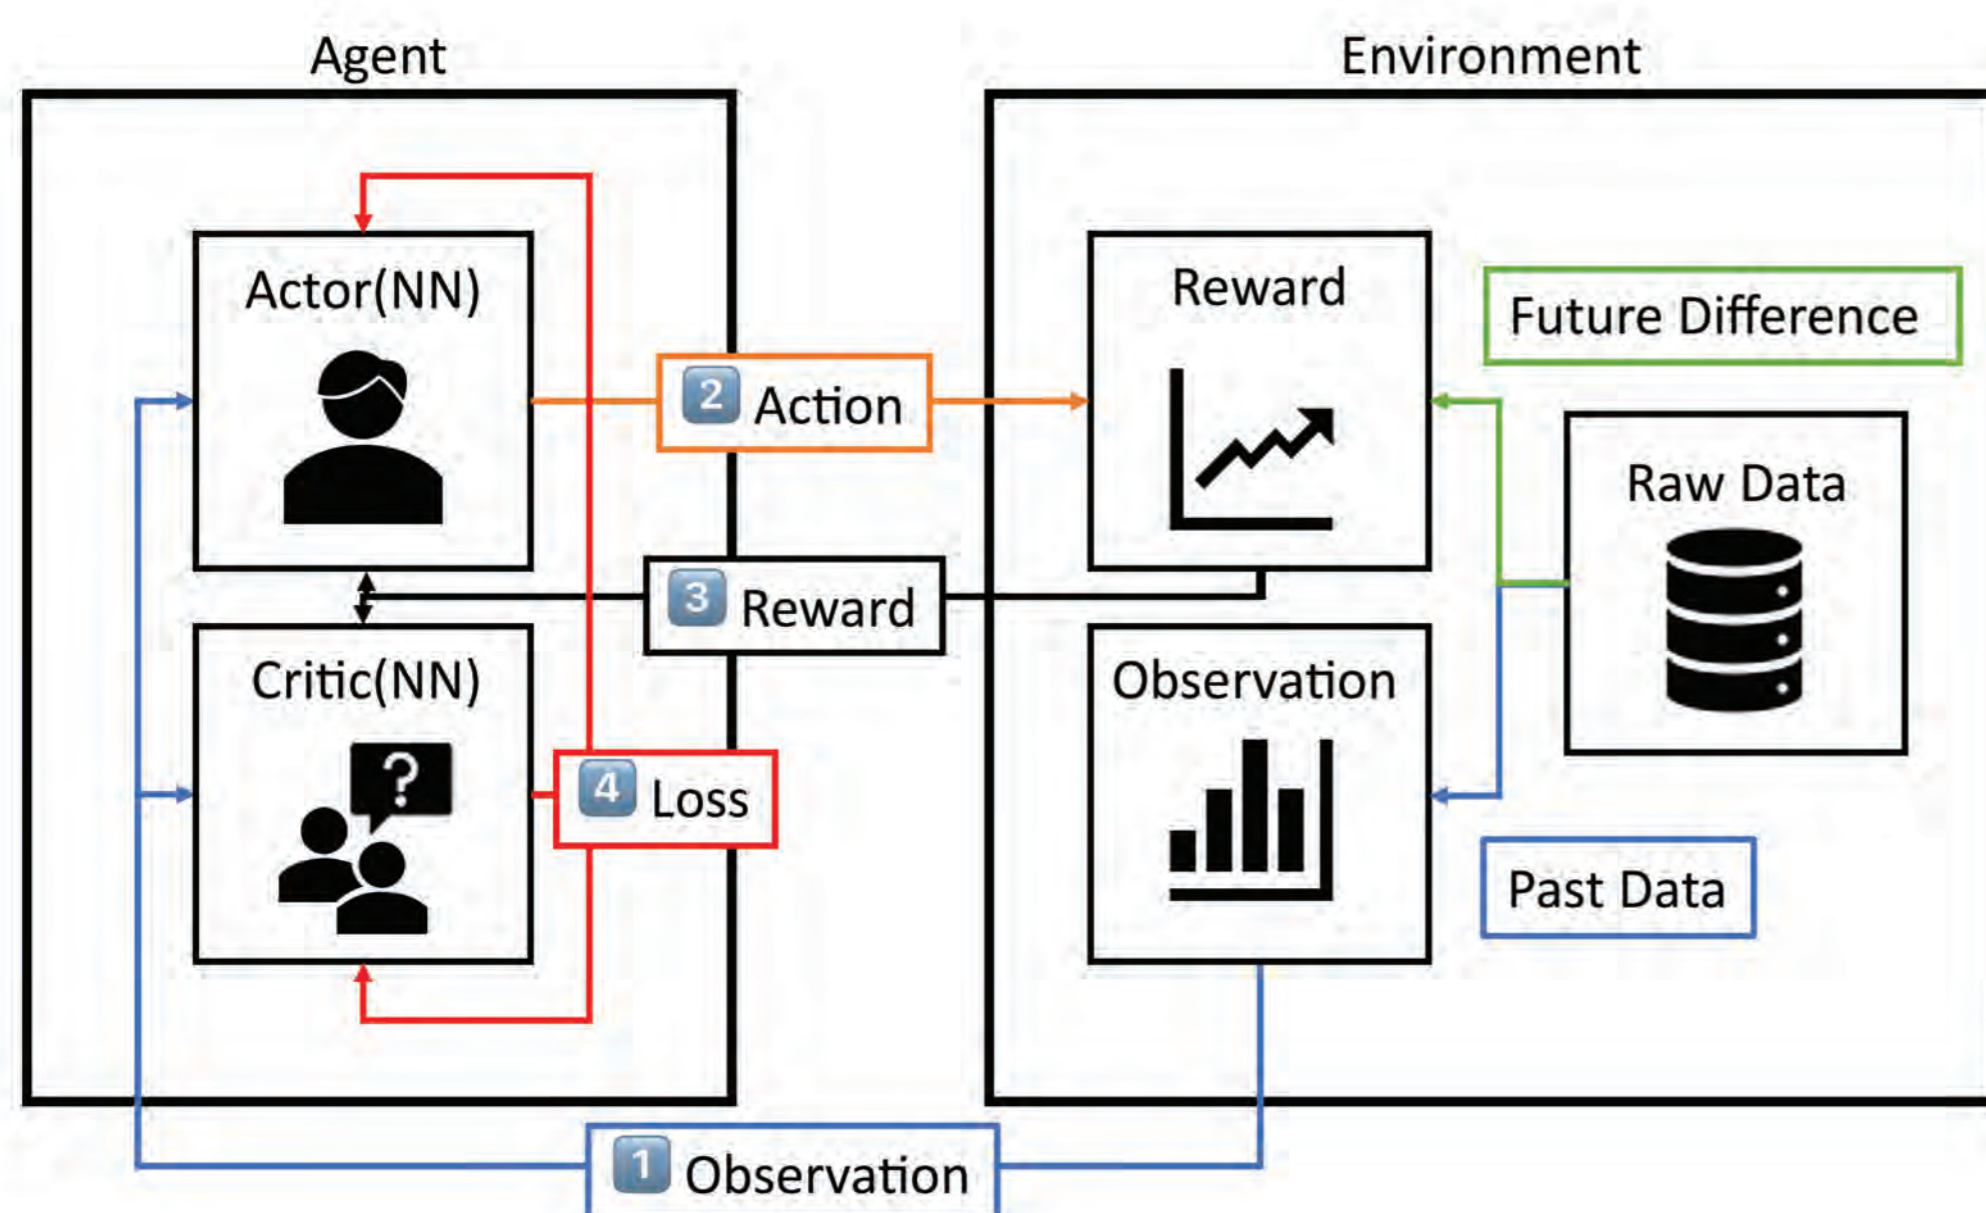 Agent
Environment
Actor(NN)
Reward
Future Difference
2 Action
Raw Data
3 Reward
Critic(NN)
Observation
?
4 Loss
Past Data
1 Observation